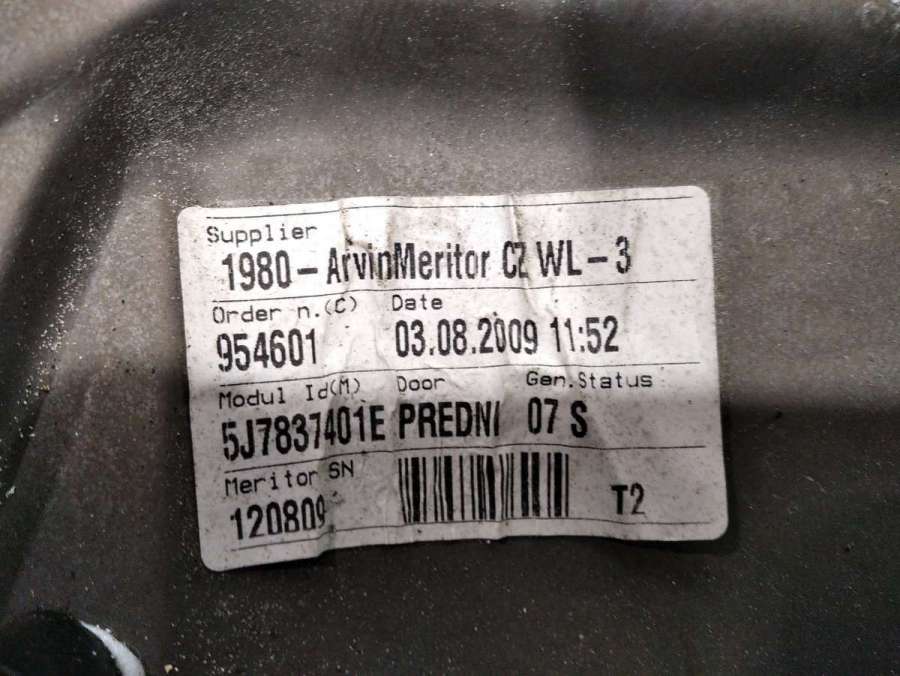 Supplier
1980-ArvinMeritor CZ WL-3
Order n.(C) Date
954601 03.08.2009 11:52
Modul Id(M) Door Gen.Status
5J7837401E PREDNI 07 S
Meritor SN
120809 T2